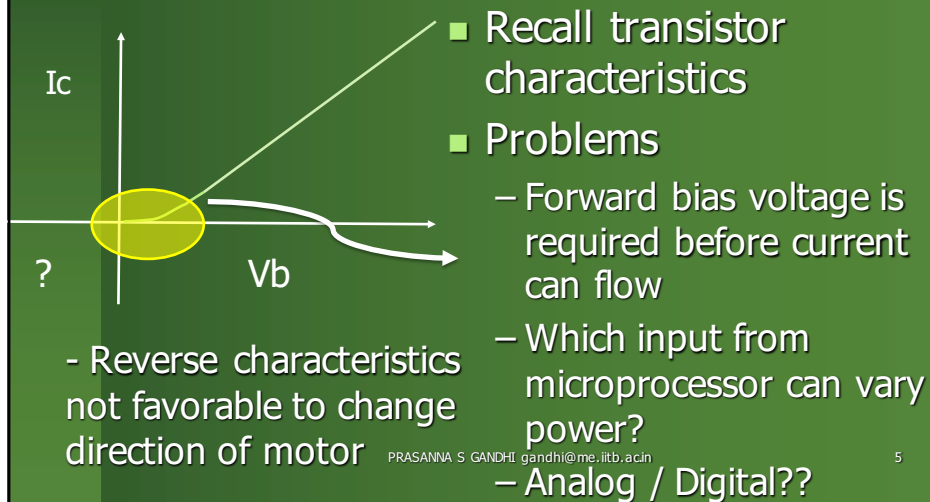 Ic
?
Vb
- Reverse characteristics
not favorable to change
direction of motor
Recall transistor
characteristics
Problems
– Forward bias voltage is
required before current
can flow
– Which input from
microprocessor can vary
power?
– Analog / Digital??
PRASANNA S GANDHI gandhi@me.iitb.ac.in
5